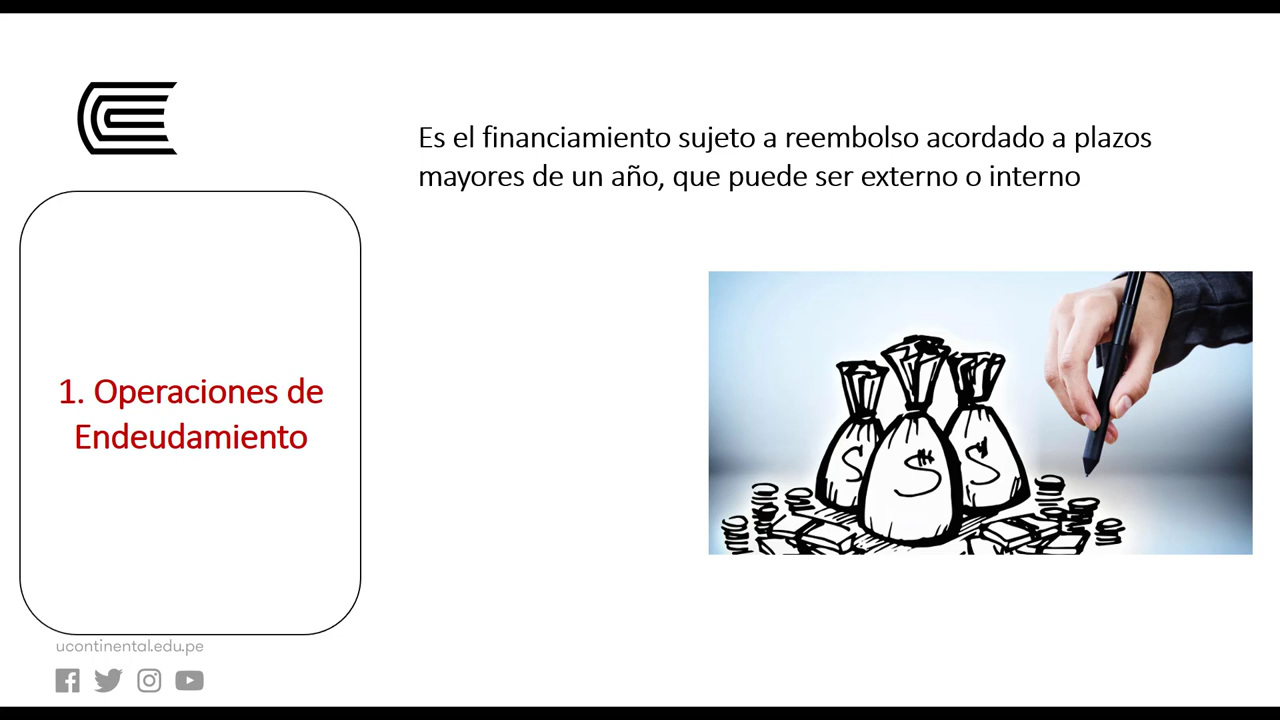 Es el financiamiento sujeto a reembolso acordado a plazos
mayores de un año, que puede ser externo o interno
1. Operaciones de
Endeudamiento
ucontinental.edu.pe